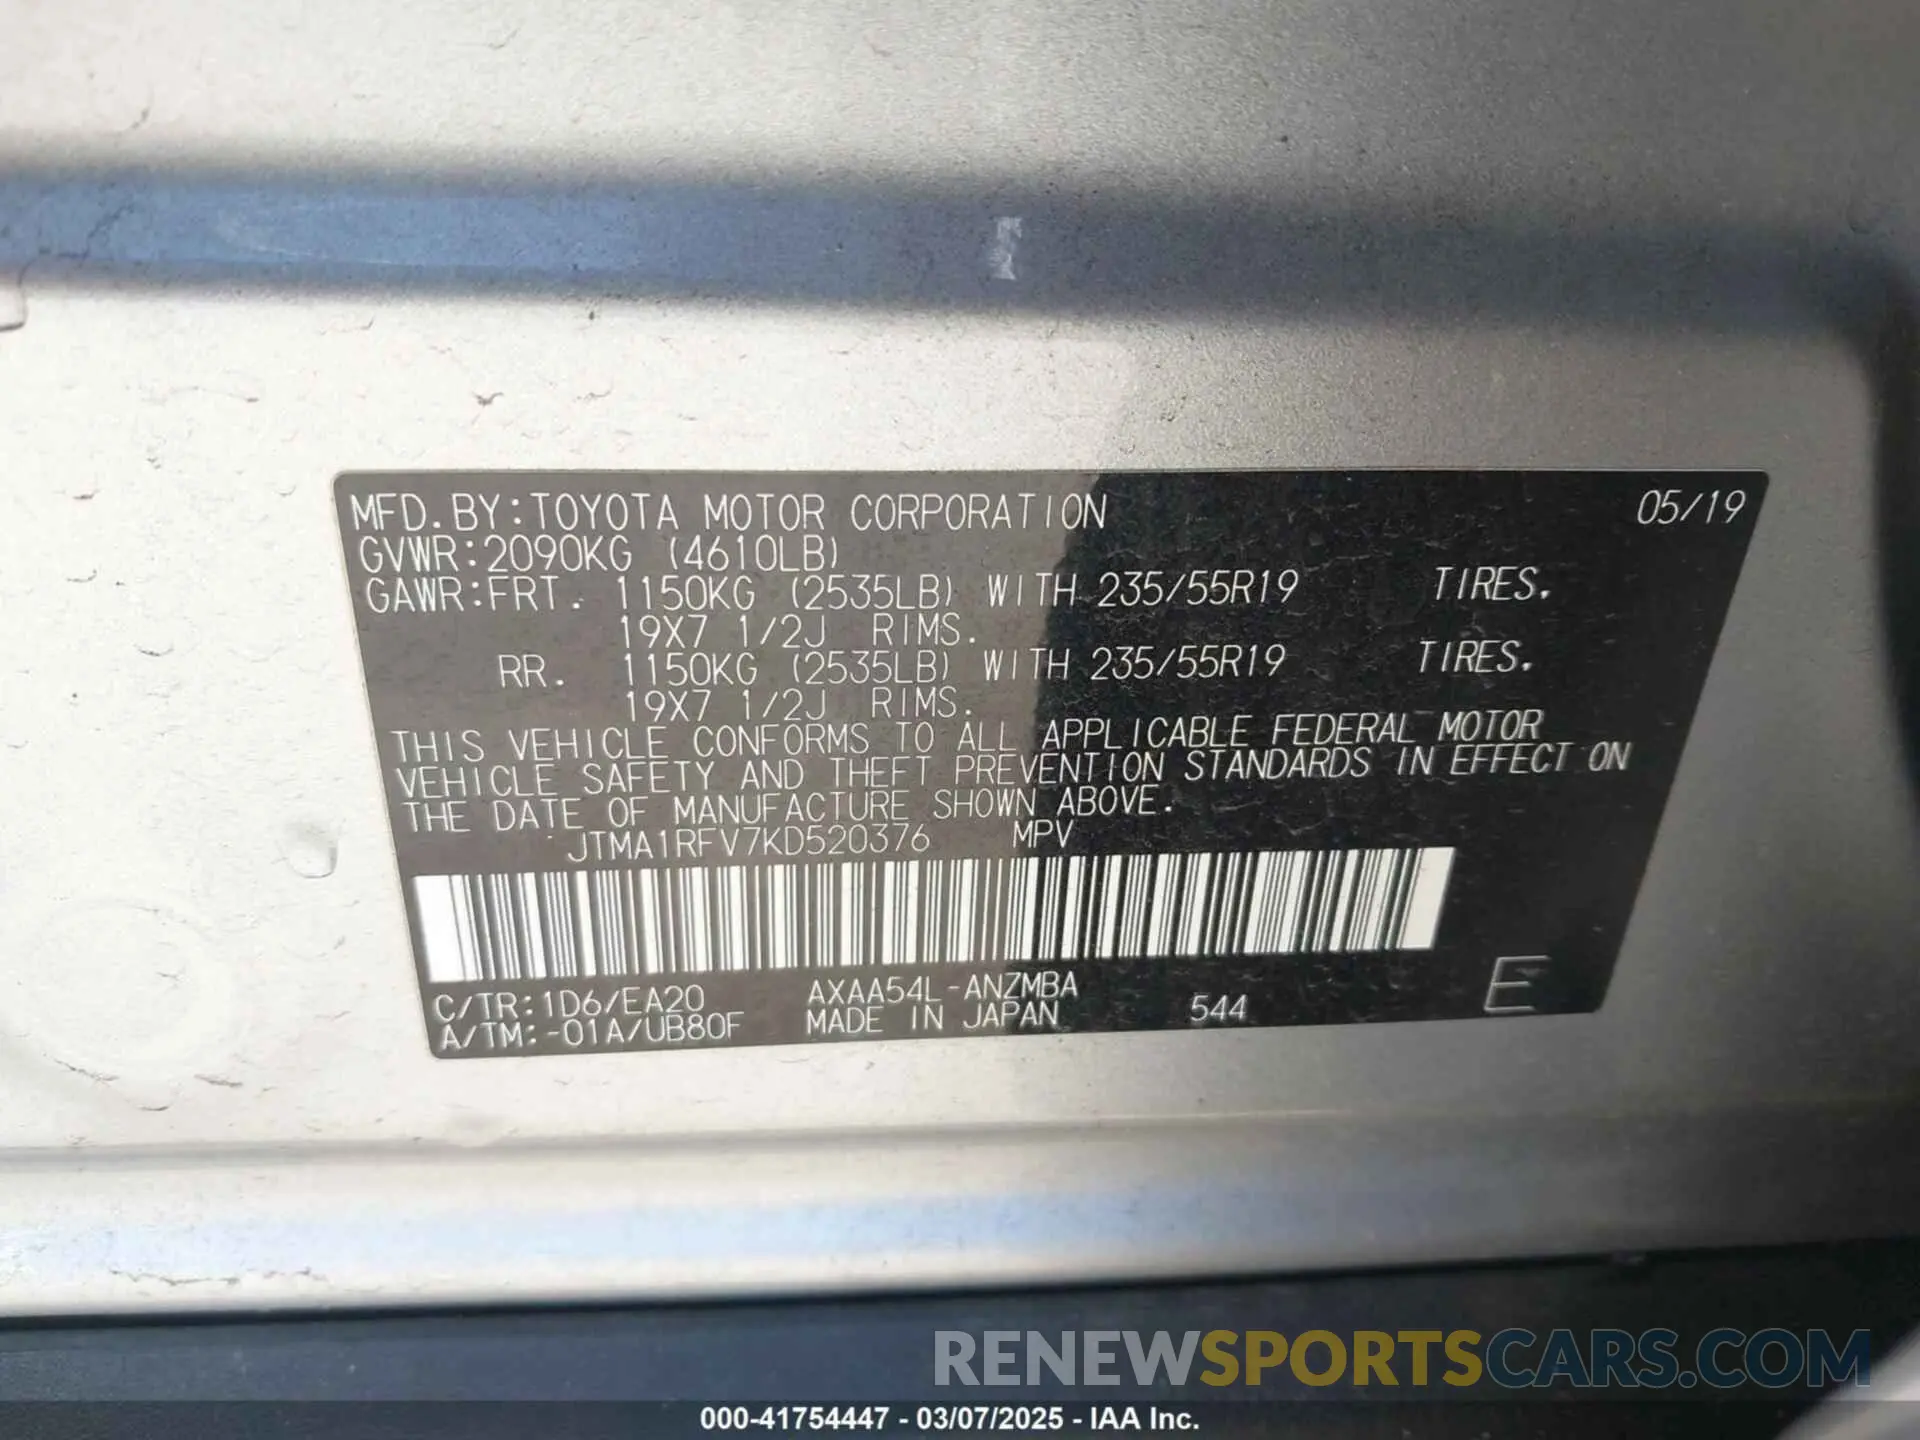 MFD.BY:TOYOTA MOTOR CORPORATION 05/19
GVWR:2090KG (4610LB)
GAWR:FRT. 1150KG (2535LB) WITH 235/55R19 TIRES.
19X7 1/2J RIMS.
RR. 1150KG (2535LB) WITH 235/55R19 TIRES.
19X7 1/2J RIMS.
THIS VEHICLE CONFORMS TO ALL APPLICABLE FEDERAL MOTOR
VEHICLE SAFETY AND THEFT PREVENTION STANDARDS IN EFFECT ON
THE DATE OF MANUFACTURE SHOWN ABOVE.
JTMA1RFV7KD520376 MPV
C/TR:1D6/EA20 AXAA54L-ANZMBA
A/TM:-01A/UB80F MADE IN JAPAN 544 E
RENEWSPORTSCARS.COM
000-41754447 - 03/07/2025 - IAA Inc.